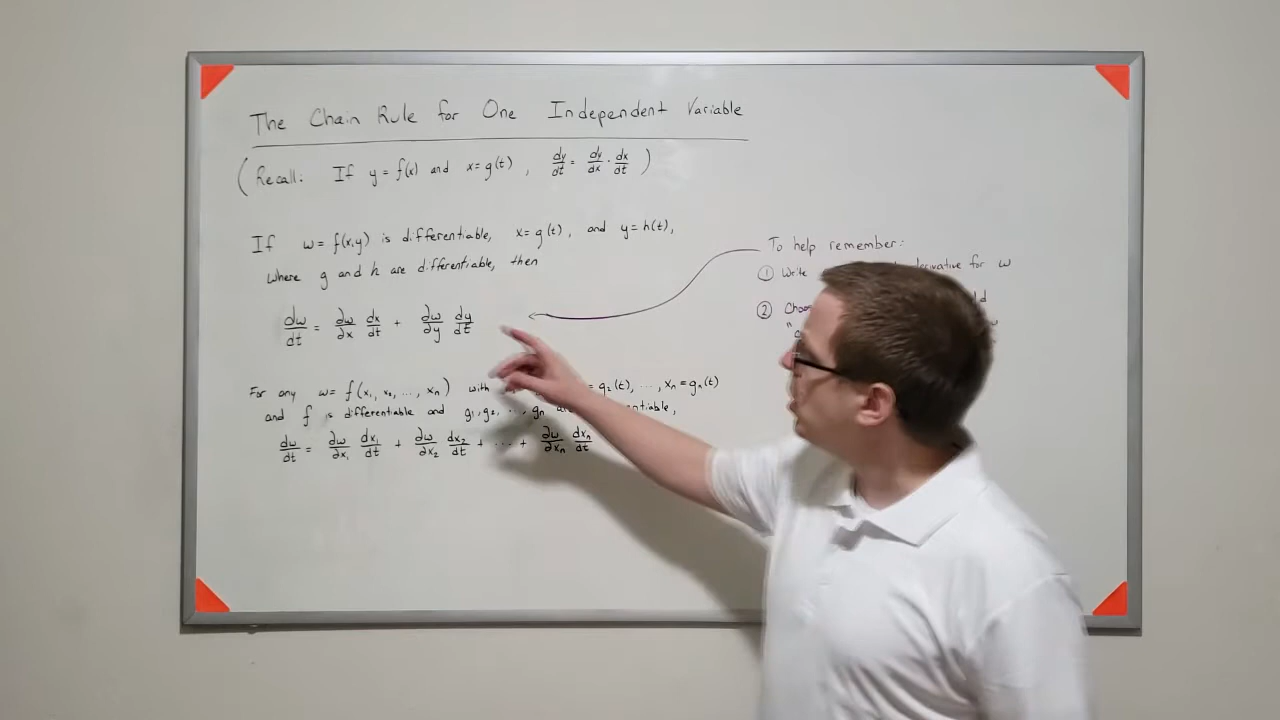 The Chain Rule for One Independent Variable
(Recall: If y = f(x) and x = g(t), dy/dt = dy/dx · dx/dt)
If w = f(x,y) is differentiable, x = g(t), and y = h(t),
where g and h are differentiable, then
dw/dt = ∂w/∂x dx/dt + ∂w/∂y dy/dt
For any w = f(x₁, x₂, ..., xₙ) with = g₂(t), ..., xₙ = gₙ(t)
and f is differentiable and g₁, g₂, ..., gₙ
dw/dt = ∂w/∂x₁ dx₁/dt + ∂w/∂x₂ dx₂/dt + ... + ∂w/∂xₙ dxₙ/dt
To help remember:
① Write derivative for w
②